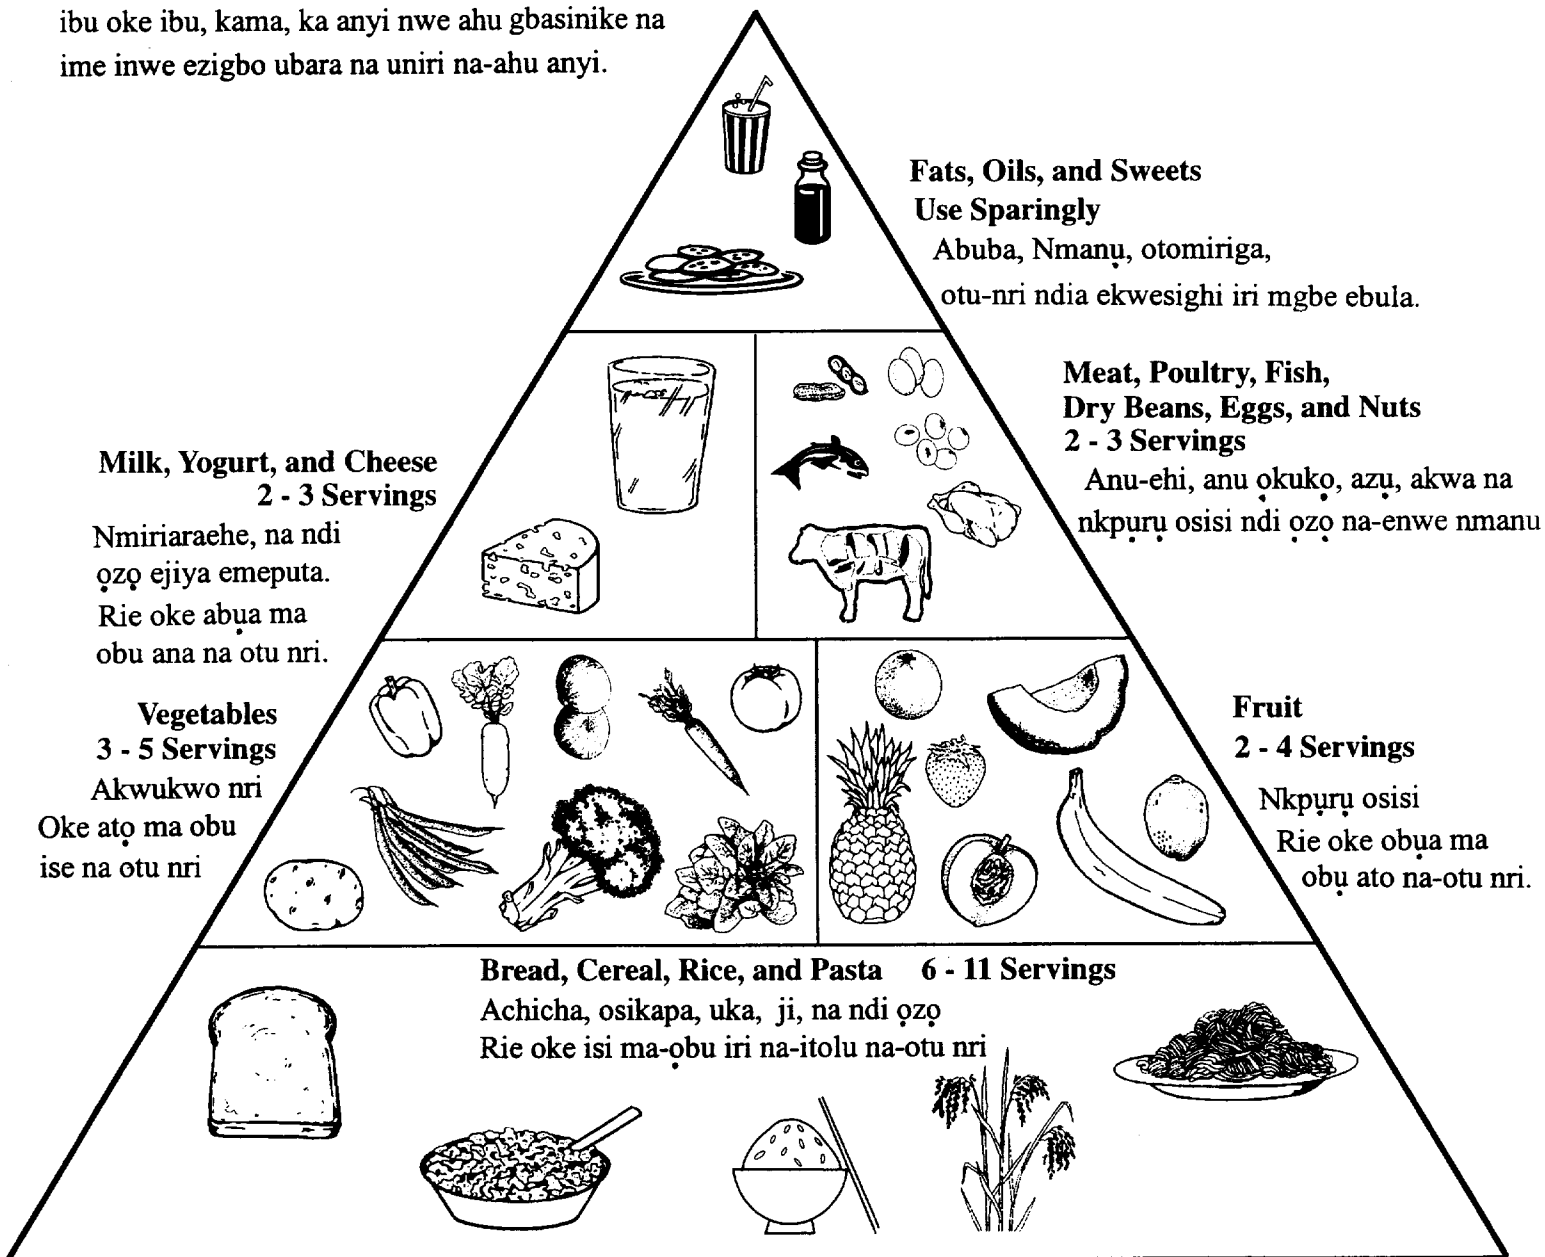 ibu oke ibu, kama, ka anyi nwe ahu gbasinike na
ime inwe ezigbo ubara na uniri na-ahu anyi.
Fats, Oils, and Sweets
Use Sparingly
Abuba, Nmanụ, otomiriga,
otu-nri ndia ekwesighi iri mgbe ebula.
Meat, Poultry, Fish,
Dry Beans, Eggs, and Nuts
2 - 3 Servings
Anu-ehi, anu ọkukọ, azụ, akwa na
nkpụrụ osisi ndi ọzọ na-enwe nmanu
Milk, Yogurt, and Cheese
2 - 3 Servings
Nmiriaraehe, na ndi
ọzọ ejiya emeputa.
Rie oke abụa ma
obu ana na otu nri.
Vegetables
3 - 5 Servings
Akwukwo nri
Oke atọ ma obu
ise na otu nri
Fruit
2 - 4 Servings
Nkpụrụ osisi
Rie oke obụa ma
obụ ato na-otu nri.
Bread, Cereal, Rice, and Pasta 6 - 11 Servings
Achicha, osikapa, uka, ji, na ndi ọzọ
Rie oke isi ma-ọbu iri na-itolu na-otu nri